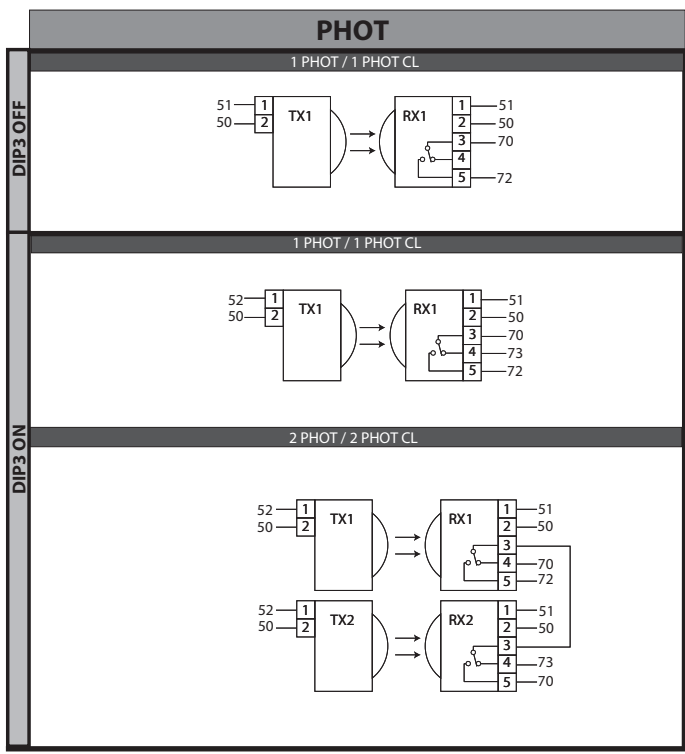 PHOT
DIP3 OFF
1 PHOT / 1 PHOT CL
51 1 TX1 RX1 1 51
50 2 2 50
3 70
4
5 72
DIP3 ON
1 PHOT / 1 PHOT CL
52 1 TX1 RX1 1 51
50 2 2 50
3 70
4 73
5 72
2 PHOT / 2 PHOT CL
52 1 TX1 RX1 1 51
50 2 2 50
3
4 70
5 72
52 1 TX2 RX2 1 51
50 2 2 50
3
4 73
5 70